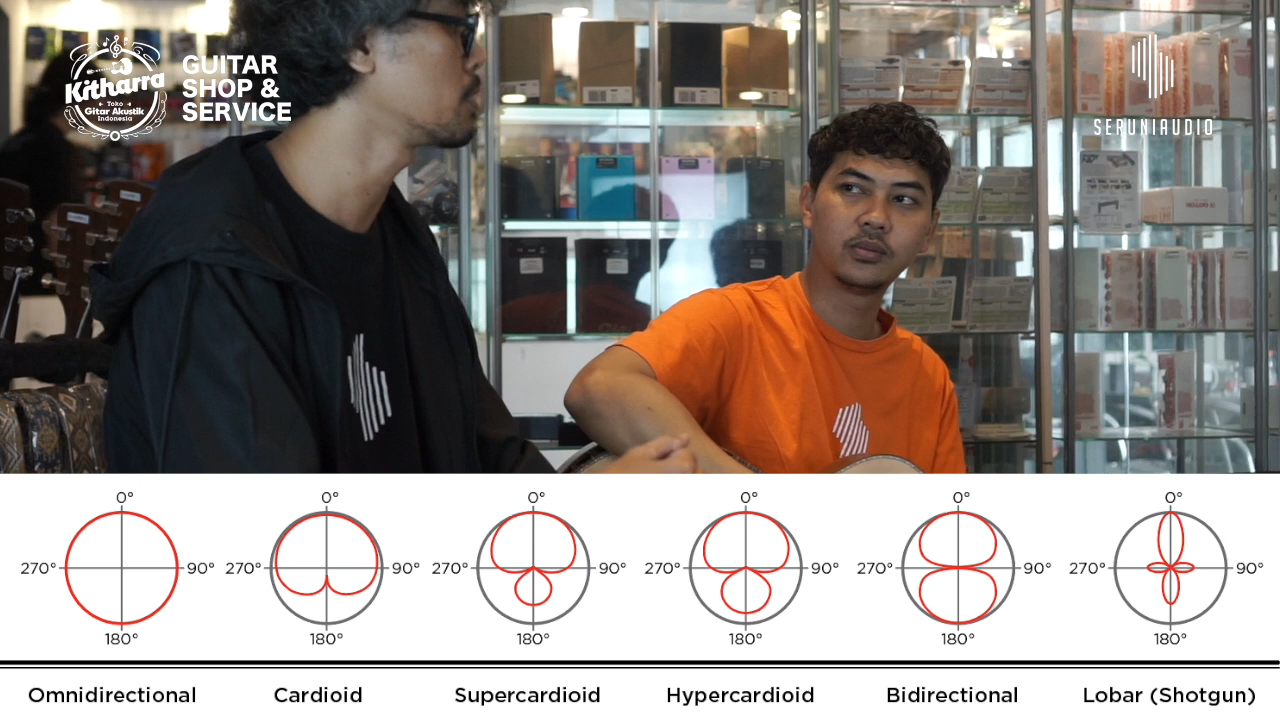 Kitharra
Toko
Gitar Akustik
Indonesia
GUITAR
SHOP &
SERVICE
SERUNIAUDIO
0° 0° 0° 0° 0° 0°
270° 90° 270° 90° 270° 90° 270° 90° 270° 90° 270° 90°
180° 180° 180° 180° 180° 180°
Omnidirectional Cardioid Supercardioid Hypercardioid Bidirectional Lobar (Shotgun)